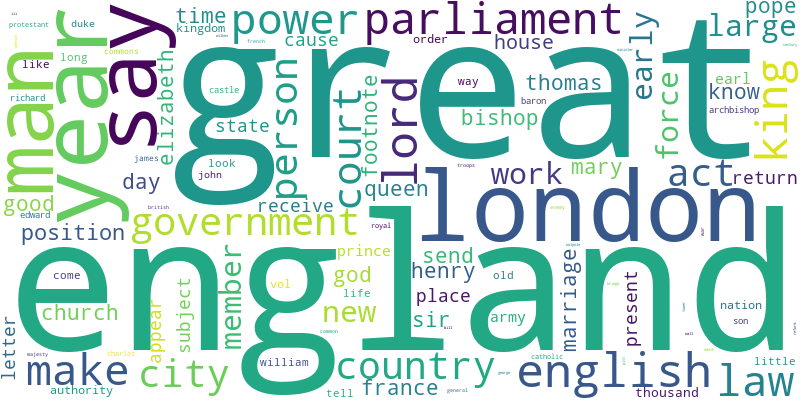 great
england
london
man
year
say
power
parliament
time
kingdom
cause
duke
protestant
commons
like
long
richard
elizabeth
order
house
footnote
court
person
state
look
john
castle
early
large
pope
king
force
earl
know
archbishop
thomas
way
baron
bishop
lord
work
mary
act
return
troops
james
day
good
edward
british
position
receive
queen
government
royal
prince
god
member
send
henry
old
new
life
vol
church
subject
appear
letter
make
city
authority
charles
majesty
william
country
tell
france
sir
place
army
general
catholic
common
english
marriage
present
nation
son
law
little
thousand
george
french